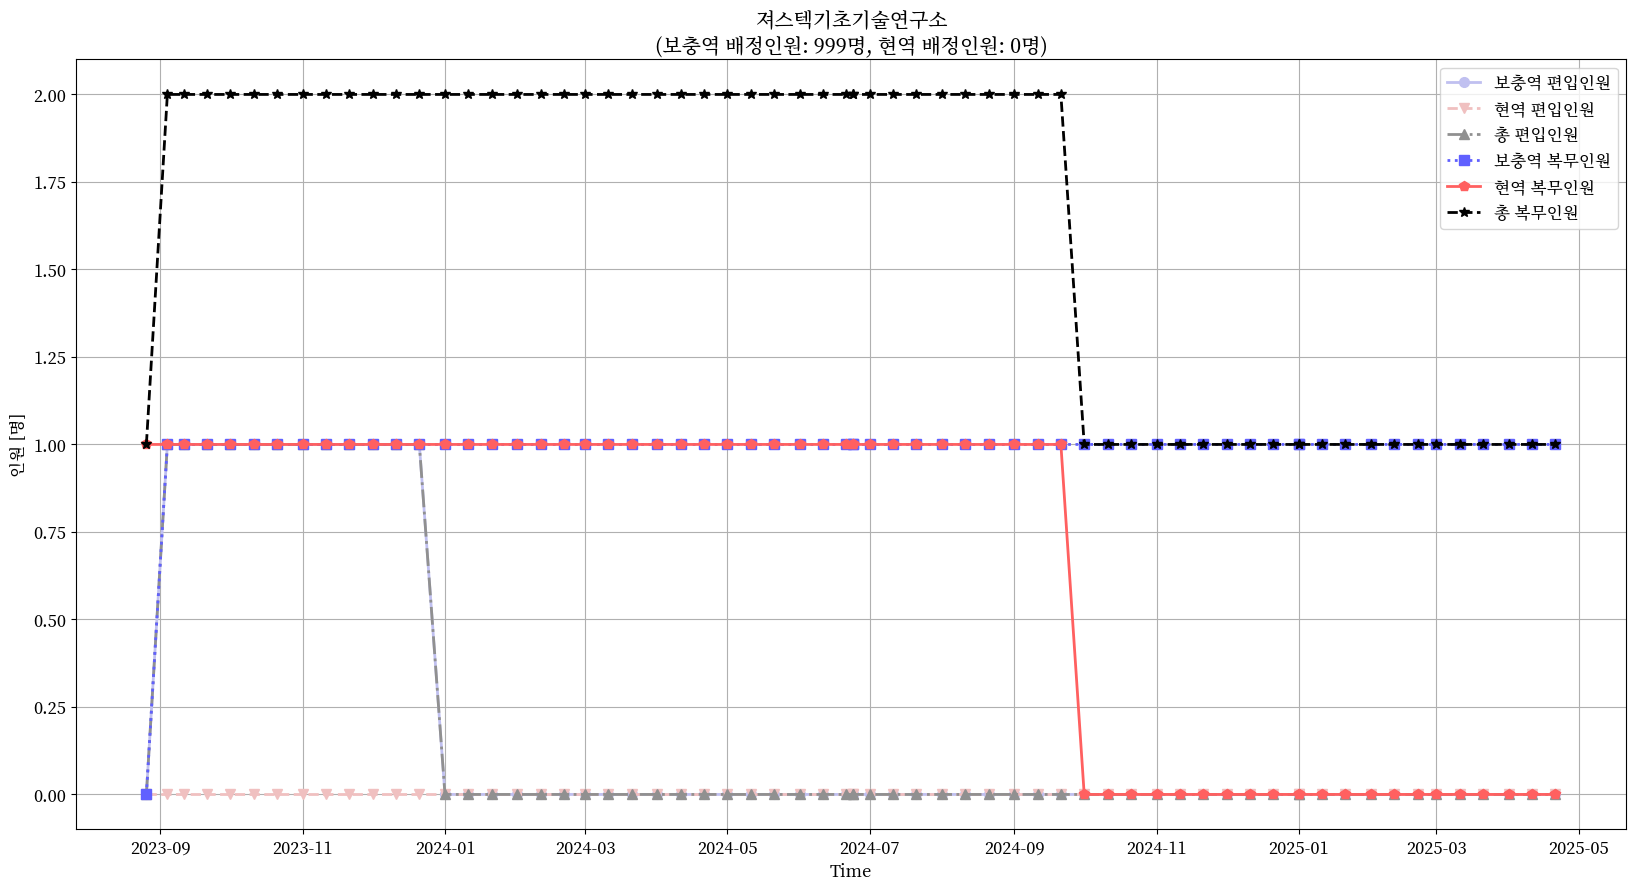 져스텍기초기술연구소
(보충역 배정인원: 999명, 현역 배정인원: 0명)
보충역 편입인원
현역 편입인원
총 편입인원
보충역 복무인원
현역 복무인원
총 복무인원
2.00
1.75
1.50
1.25
1.00
0.75
0.50
0.25
0.00
인원 [명]
2023-09
2023-11
2024-01
2024-03
2024-05
2024-07
2024-09
2024-11
2025-01
2025-03
2025-05
Time